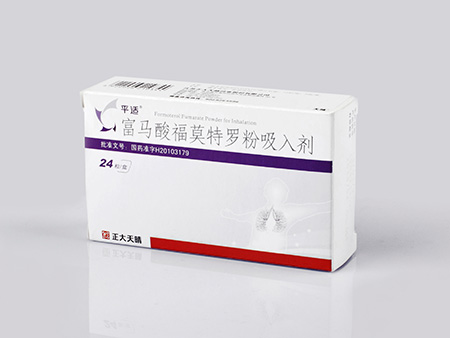 平适®
Formoterol Fumarate Powder for Inhalation
富马酸福莫特罗粉吸入剂
批准文号：国药准字H20103179
24粒/盒
正大天晴